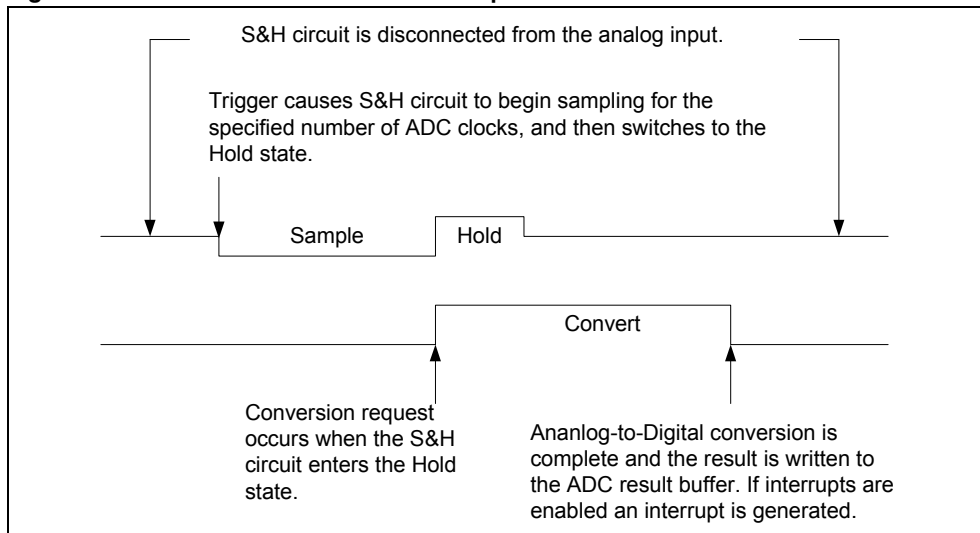 S&H circuit is disconnected from the analog input.
Trigger causes S&H circuit to begin sampling for the
specified number of ADC clocks, and then switches to the
Hold state.
Sample
Hold
Convert
Conversion request
occurs when the S&H
circuit enters the Hold
state.
Ananlog-to-Digital conversion is
complete and the result is written to
the ADC result buffer. If interrupts are
enabled an interrupt is generated.